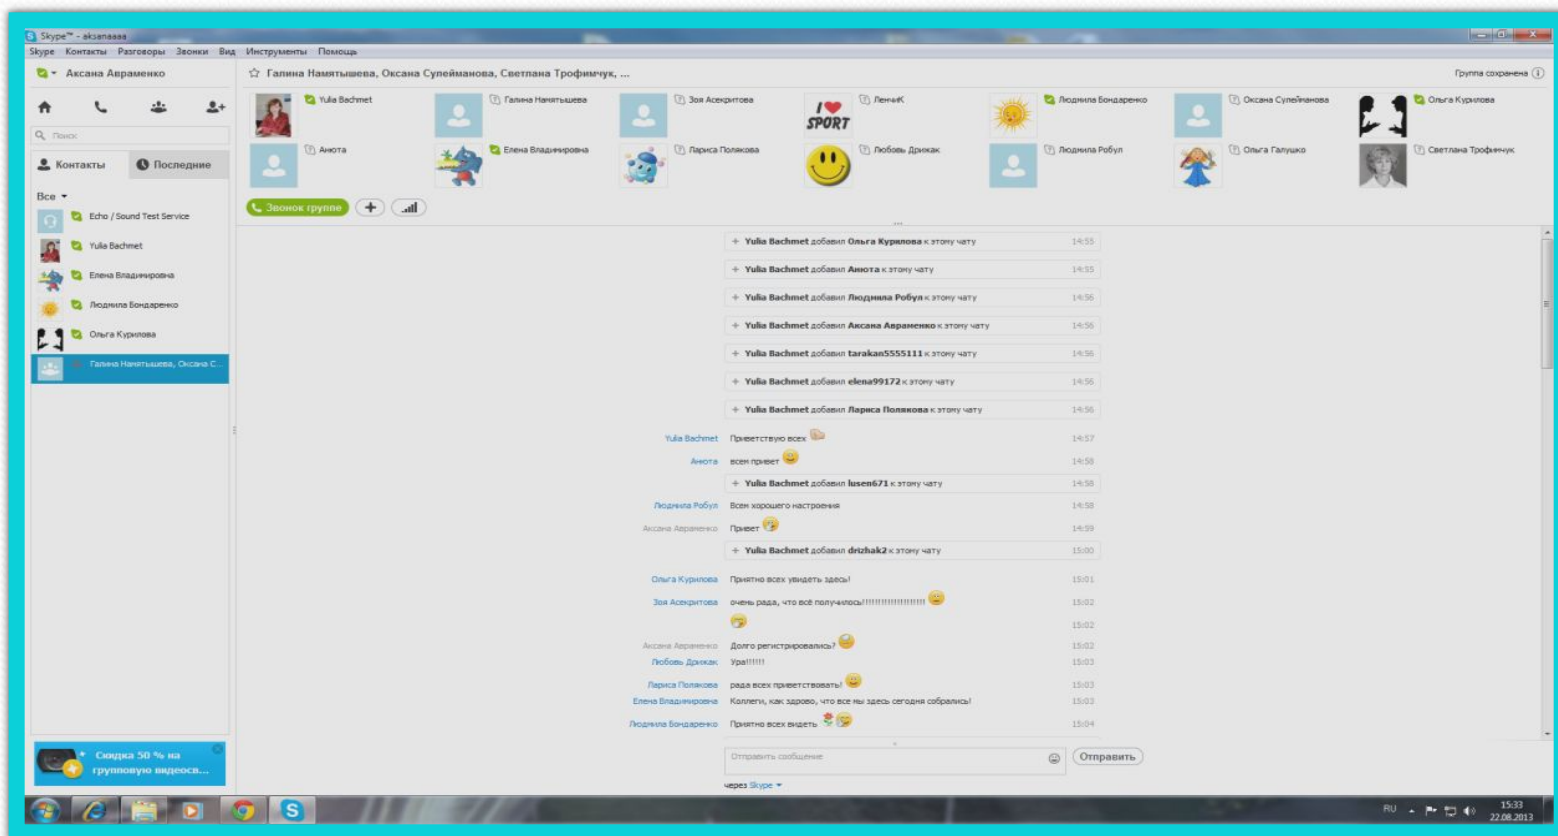 Skype™ - aksanaaaa
Skype Контакты Разговоры Звонки Вид Инструменты Помощь
Аксана Авраменко
Поиск
Контакты Последние
Все
Echo / Sound Test Service
Yulia Bachmet
Елена Владимировна
Людмила Бондаренко
Ольга Курилова
Галина Намятышева, Оксана С...
Скидка 50 % на
групповую видеосв...
Галина Намятышева, Оксана Сулейманова, Светлана Трофимчук, ...
Группа сохранена
Yulia Bachmet Галина Намятышева Зоя Асекритова I ❤ SPORT ЛенчиК Людмила Бондаренко Оксана Сулейманова Ольга Курилова
Анюта Елена Владимировна Лариса Полякова Любовь Дрижак Людмила Робул Ольга Галушко Светлана Трофимчук
Звонок группе
Yulia Bachmet добавил Ольга Курилова к этому чату 14:55
Yulia Bachmet добавил Анюта к этому чату 14:55
Yulia Bachmet добавил Людмила Робул к этому чату 14:56
Yulia Bachmet добавил Аксана Авраменко к этому чату 14:56
Yulia Bachmet добавил tarakan5555111 к этому чату 14:56
Yulia Bachmet добавил elena99172 к этому чату 14:56
Yulia Bachmet добавил Лариса Полякова к этому чату 14:56
Yulia Bachmet Приветствую всех 14:57
Анюта всем привет 14:58
Yulia Bachmet добавил lusen671 к этому чату 14:58
Людмила Робул Всем хорошего настроения 14:58
Аксана Авраменко Привет 14:59
Yulia Bachmet добавил drizhak2 к этому чату 15:00
Ольга Курилова Приятно всех увидеть здесь! 15:01
Зоя Асекритова очень рада, что всё получилось!!!!!!!!!!!!!!!!!!!! 15:02
15:02
Аксана Авраменко Долго регистрировались? 15:02
Любовь Дрижак Ура!!!!!! 15:03
Лариса Полякова рада всех приветствовать! 15:03
Елена Владимировна Коллеги, как здрово, что все мы здесь сегодня собрались! 15:03
Людмила Бондаренко Приятно всех видеть 15:04
Отправить сообщение Отправить
через Skype
RU 15:33
22.08.2013